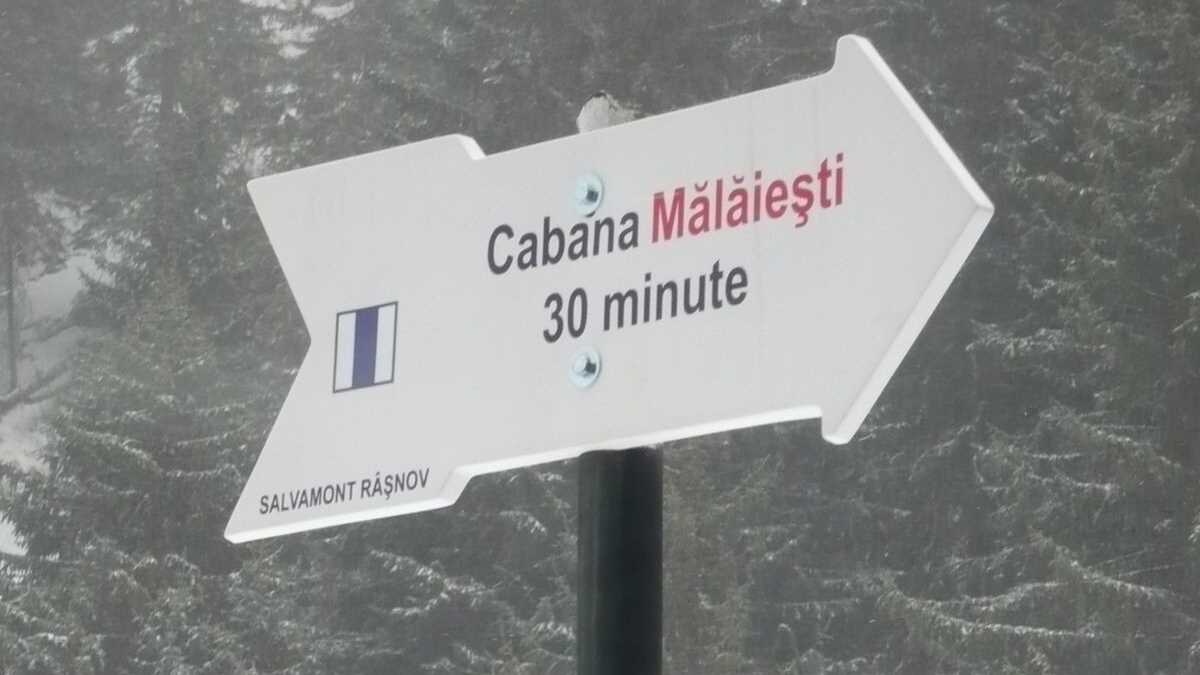 Cabana Mălăieşti
30 minute
SALVAMONT RÂŞNOV